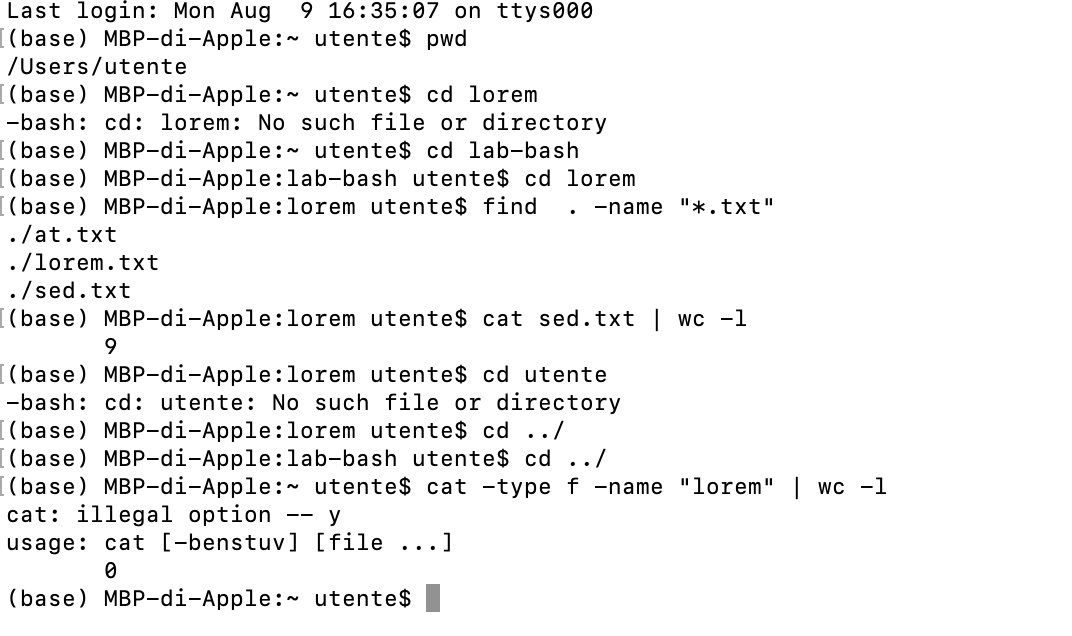 Last login: Mon Aug  9 16:35:07 on ttys000
[(base) MBP-di-Apple:~ utente$ pwd
/Users/utente
[(base) MBP-di-Apple:~ utente$ cd lorem
-bash: cd: lorem: No such file or directory
[(base) MBP-di-Apple:~ utente$ cd lab-bash
[(base) MBP-di-Apple:lab-bash utente$ cd lorem
[(base) MBP-di-Apple:lorem utente$ find  . -name "*.txt"
./at.txt
./lorem.txt
./sed.txt
[(base) MBP-di-Apple:lorem utente$ cat sed.txt | wc -l
       9
[(base) MBP-di-Apple:lorem utente$ cd utente
-bash: cd: utente: No such file or directory
[(base) MBP-di-Apple:lorem utente$ cd ../
[(base) MBP-di-Apple:lab-bash utente$ cd ../
[(base) MBP-di-Apple:~ utente$ cat -type f -name "lorem" | wc -l
cat: illegal option -- y
usage: cat [-benstuv] [file ...]
       0
(base) MBP-di-Apple:~ utente$